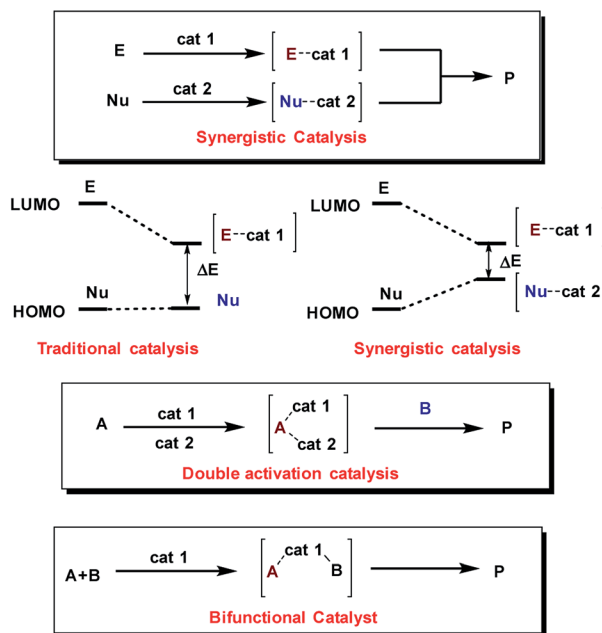 E cat 1 [ E--cat 1 ]
P
Nu cat 2 [ Nu--cat 2 ]
Synergistic Catalysis
E
LUMO
[ E--cat 1 ]
ΔE
Nu
HOMO
Nu
Traditional catalysis
E
LUMO
[ E--cat 1
ΔE
Nu
[ Nu--cat 2
HOMO
Synergistic catalysis
cat 1
A cat 1 A B P
cat 2 cat 2
Double activation catalysis
A+B cat 1 [ A cat 1 B ] P
Bifunctional Catalyst